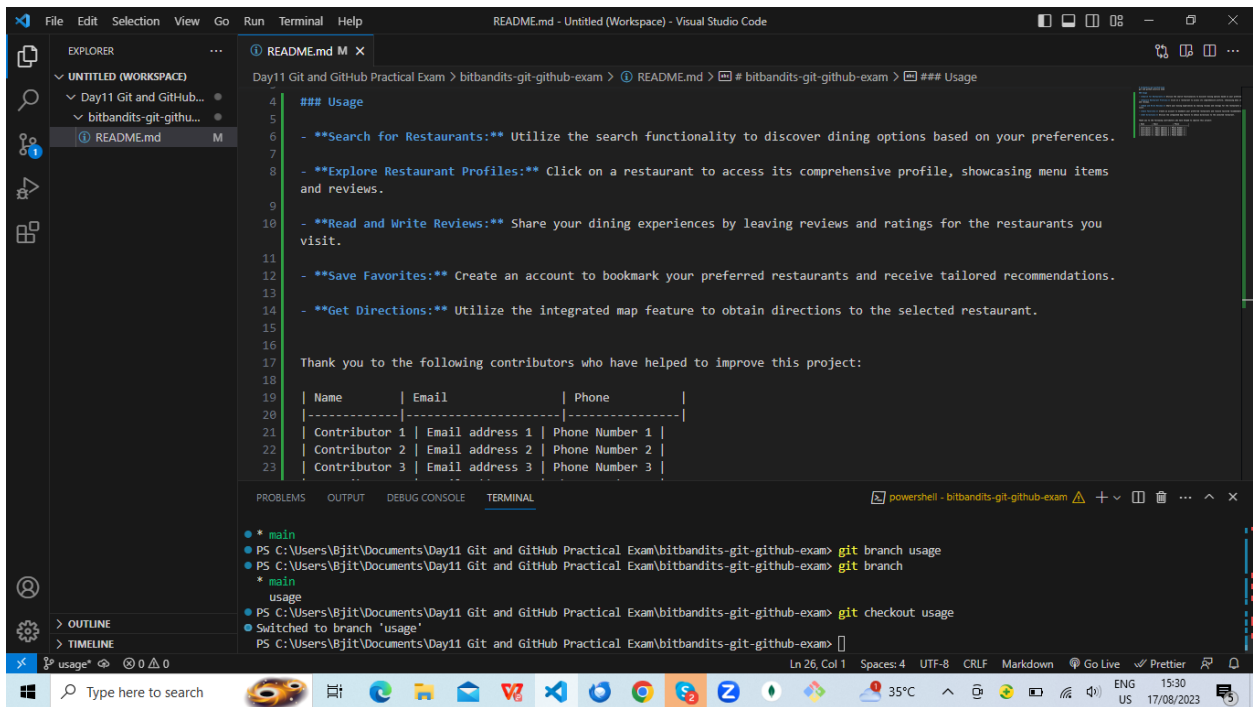 File Edit Selection View Go Run Terminal Help README.md - Untitled (Workspace) - Visual Studio Code
EXPLORER
README.md M
UNTITLED (WORKSPACE)
Day11 Git and GitHub Practical Exam > bitbandits-git-github-exam > README.md > # bitbandits-git-github-exam > ### Usage
Day11 Git and GitHub...
bitbandits-git-githu...
README.md M
4 ### Usage
5
6 - **Search for Restaurants:** Utilize the search functionality to discover dining options based on your preferences.
7
8 - **Explore Restaurant Profiles:** Click on a restaurant to access its comprehensive profile, showcasing menu items
and reviews.
9
10 - **Read and Write Reviews:** Share your dining experiences by leaving reviews and ratings for the restaurants you
visit.
11
12 - **Save Favorites:** Create an account to bookmark your preferred restaurants and receive tailored recommendations.
13
14 - **Get Directions:** Utilize the integrated map feature to obtain directions to the selected restaurant.
15
16
17 Thank you to the following contributors who have helped to improve this project:
18
19 | Name | Email | Phone |
20 |-------------|----------------------|-----------------|
21 | Contributor 1 | Email address 1 | Phone Number 1 |
22 | Contributor 2 | Email address 2 | Phone Number 2 |
23 | Contributor 3 | Email address 3 | Phone Number 3 |
PROBLEMS OUTPUT DEBUG CONSOLE TERMINAL powershell - bitbandits-git-github-exam
* main
PS C:\Users\Bjit\Documents\Day11 Git and GitHub Practical Exam\bitbandits-git-github-exam> git branch usage
PS C:\Users\Bjit\Documents\Day11 Git and GitHub Practical Exam\bitbandits-git-github-exam> git branch
* main
usage
PS C:\Users\Bjit\Documents\Day11 Git and GitHub Practical Exam\bitbandits-git-github-exam> git checkout usage
Switched to branch 'usage'
PS C:\Users\Bjit\Documents\Day11 Git and GitHub Practical Exam\bitbandits-git-github-exam>
OUTLINE
TIMELINE
usage* 0 0 Ln 26, Col 1 Spaces: 4 UTF-8 CRLF Markdown Go Live Prettier
Type here to search 35°C ENG 15:30
US 17/08/2023 5